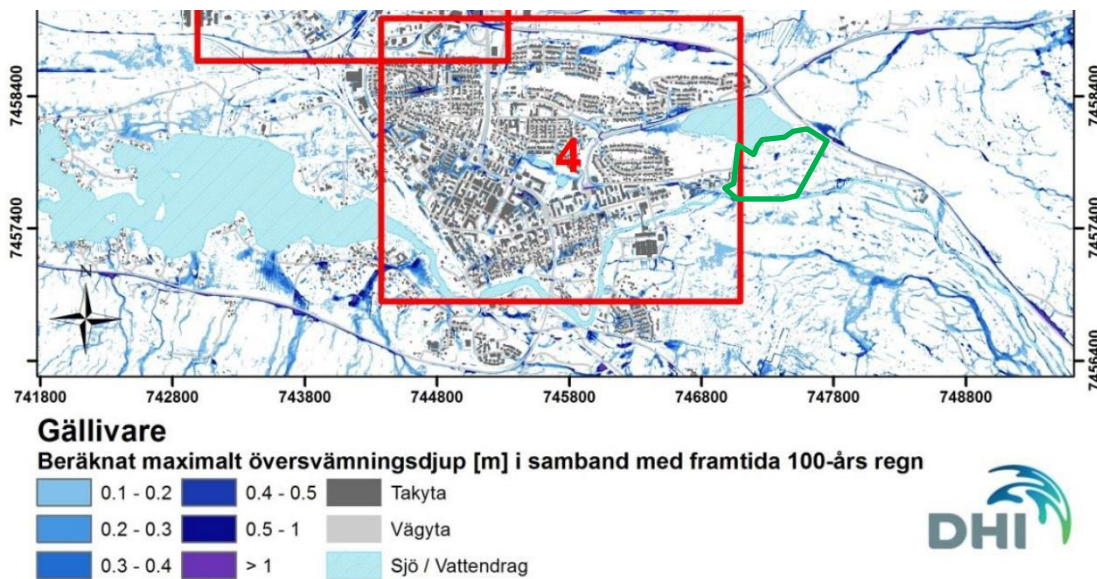 4
N
7458400
7457400
7458400
7457400
7456400
741800 742800 743800 744800 745800 746800 747800 748800
Gällivare
Beräknat maximalt översvämningsdjup [m] i samband med framtida 100-års regn
0.1 - 0.2 0.4 - 0.5 Takyta
0.2 - 0.3 0.5 - 1 Vägyta
0.3 - 0.4 > 1 Sjö / Vattendrag
DHI